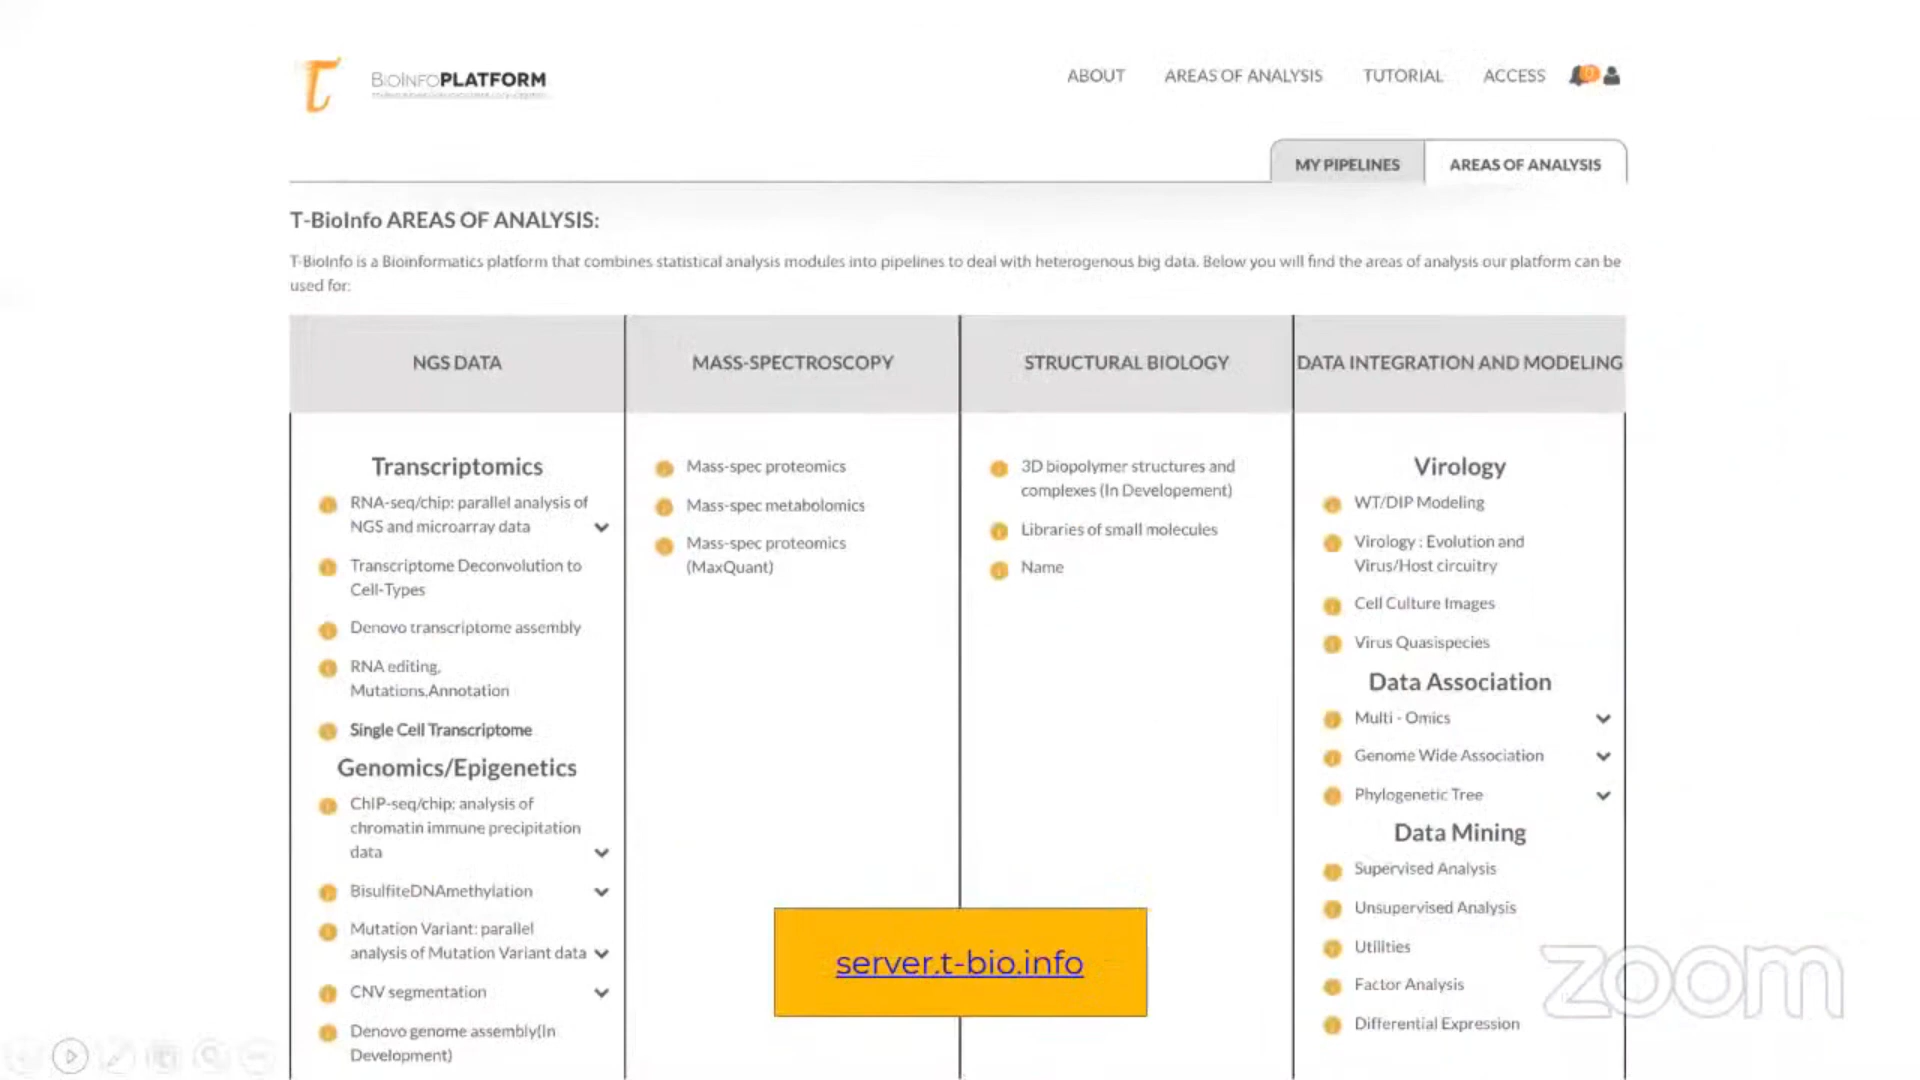 BIOINFOPLATFORM
ABOUT
AREAS OF ANALYSIS
TUTORIAL
ACCESS
MY PIPELINES
AREAS OF ANALYSIS
T-BioInfo AREAS OF ANALYSIS:
T-BioInfo is a Bioinformatics platform that combines statistical analysis modules into pipelines to deal with heterogenous big data. Below you will find the areas of analysis our platform can be
used for:
NGS DATA
Transcriptomics
RNA-seq/chip: parallel analysis of
NGS and microarray data
Transcriptome Deconvolution to
Cell-Types
Denovo transcriptome assembly
RNA editing,
Mutations,Annotation
Single Cell Transcriptome
Genomics/Epigenetics
ChIP-seq/chip: analysis of
chromatin immune precipitation
data
BisulfiteDNAmethylation
Mutation Variant: parallel
analysis of Mutation Variant data
CNV segmentation
Denovo genome assembly(In
Development)
MASS-SPECTROSCOPY
Mass-spec proteomics
Mass-spec metabolomics
Mass-spec proteomics
(MaxQuant)
STRUCTURAL BIOLOGY
3D biopolymer structures and
complexes (In Developement)
Libraries of small molecules
Name
DATA INTEGRATION AND MODELING
Virology
WT/DIP Modeling
Virology : Evolution and
Virus/Host circuitry
Cell Culture Images
Virus Quasispecies
Data Association
Multi - Omics
Genome Wide Association
Phylogenetic Tree
Data Mining
Supervised Analysis
Unsupervised Analysis
Utilities
Factor Analysis
Differential Expression
server.t-bio.info
zoom